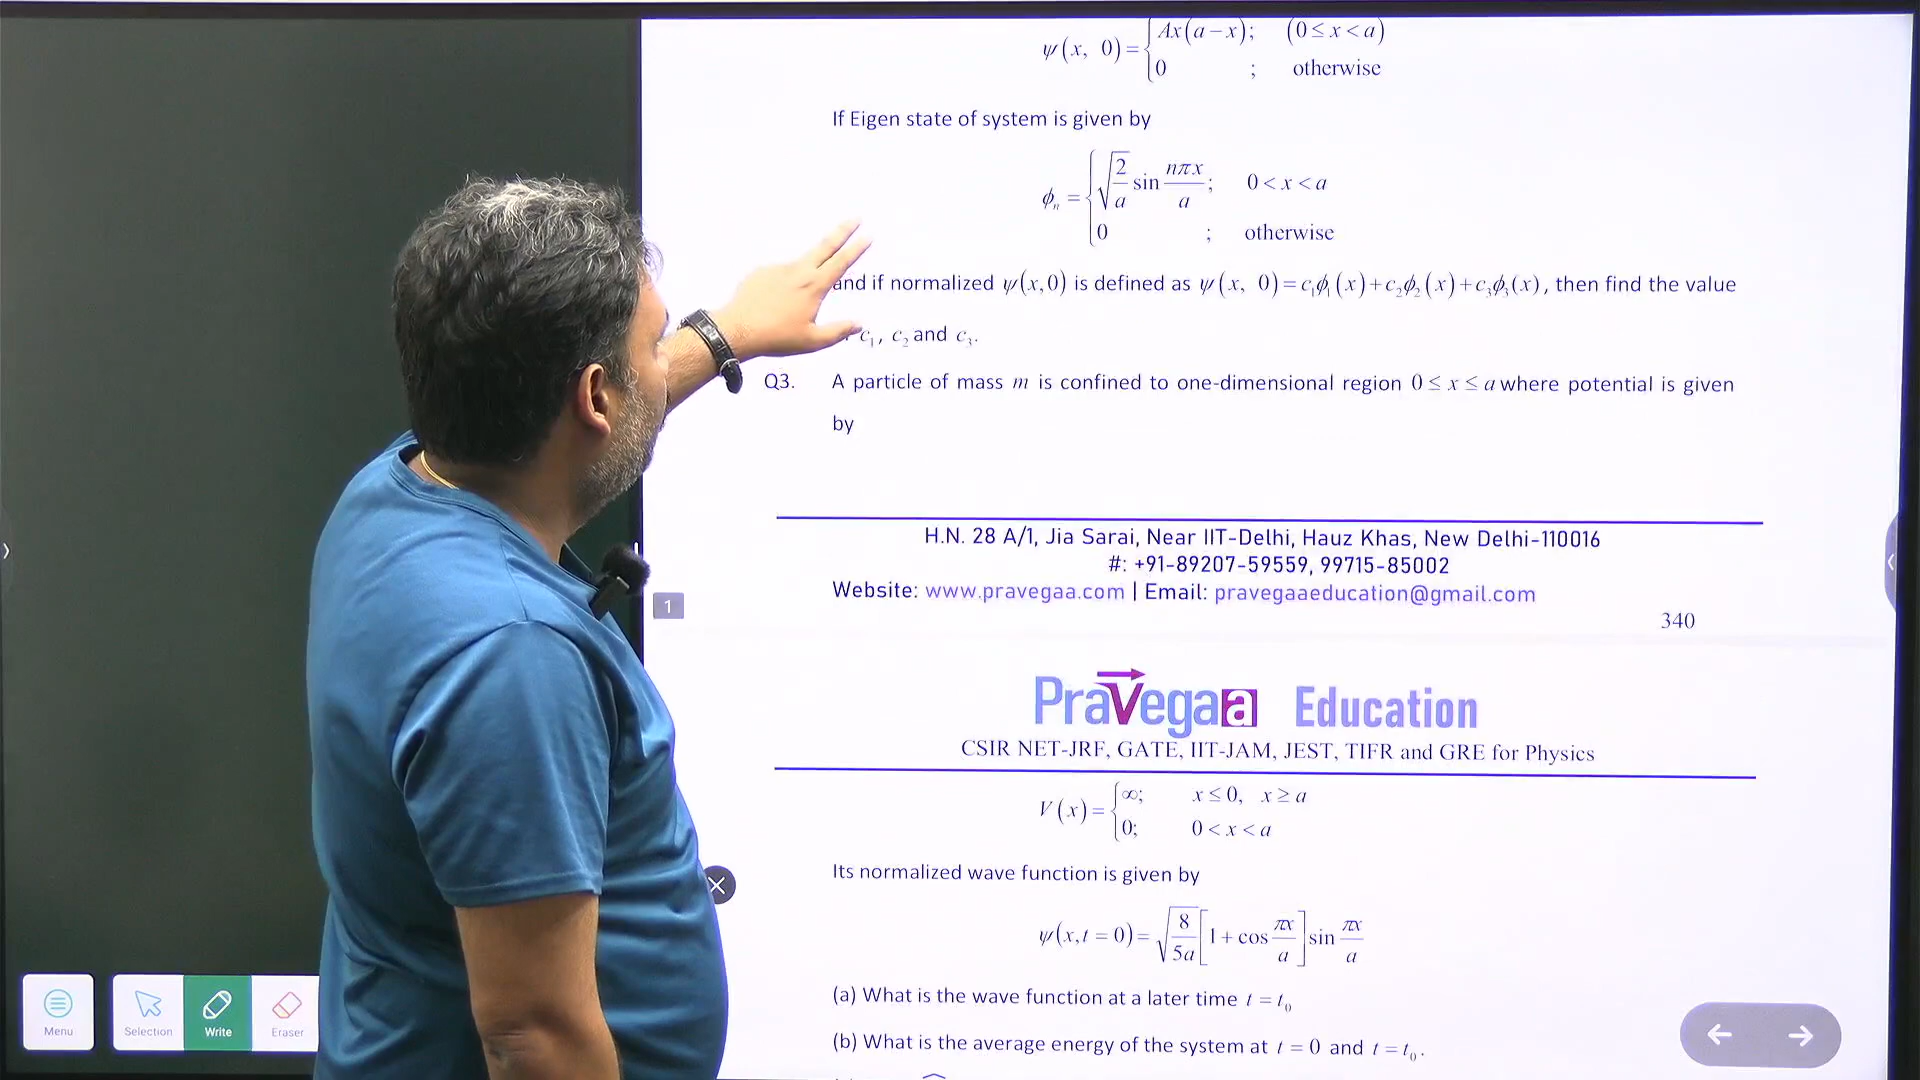 ψ(x, 0) = { Ax(a−x); (0 ≤ x < a)
0 ; otherwise
If Eigen state of system is given by
ϕₙ = { √(2/a) sin nπx/a; 0 < x < a
0 ; otherwise
and if normalized ψ(x,0) is defined as ψ(x, 0) = c₁ϕ₁(x)+c₂ϕ₂(x)+c₃ϕ₃(x), then find the value
c₁, c₂ and c₃.
Q3. A particle of mass m is confined to one-dimensional region 0 ≤ x ≤ a where potential is given
by
H.N. 28 A/1, Jia Sarai, Near IIT-Delhi, Hauz Khas, New Delhi-110016
#: +91-89207-59559, 99715-85002
Website: www.pravegaa.com | Email: pravegaaeducation@gmail.com
1
340
Pravegaa Education
CSIR NET-JRF, GATE, IIT-JAM, JEST, TIFR and GRE for Physics
V(x) = { ∞; x ≤ 0, x ≥ a
0; 0 < x < a
Its normalized wave function is given by
ψ(x,t = 0) = √(8/5a) [1 + cos πx/a] sin πx/a
(a) What is the wave function at a later time t = t₀
(b) What is the average energy of the system at t = 0 and t = t₀.
Menu
Selection
Write
Eraser